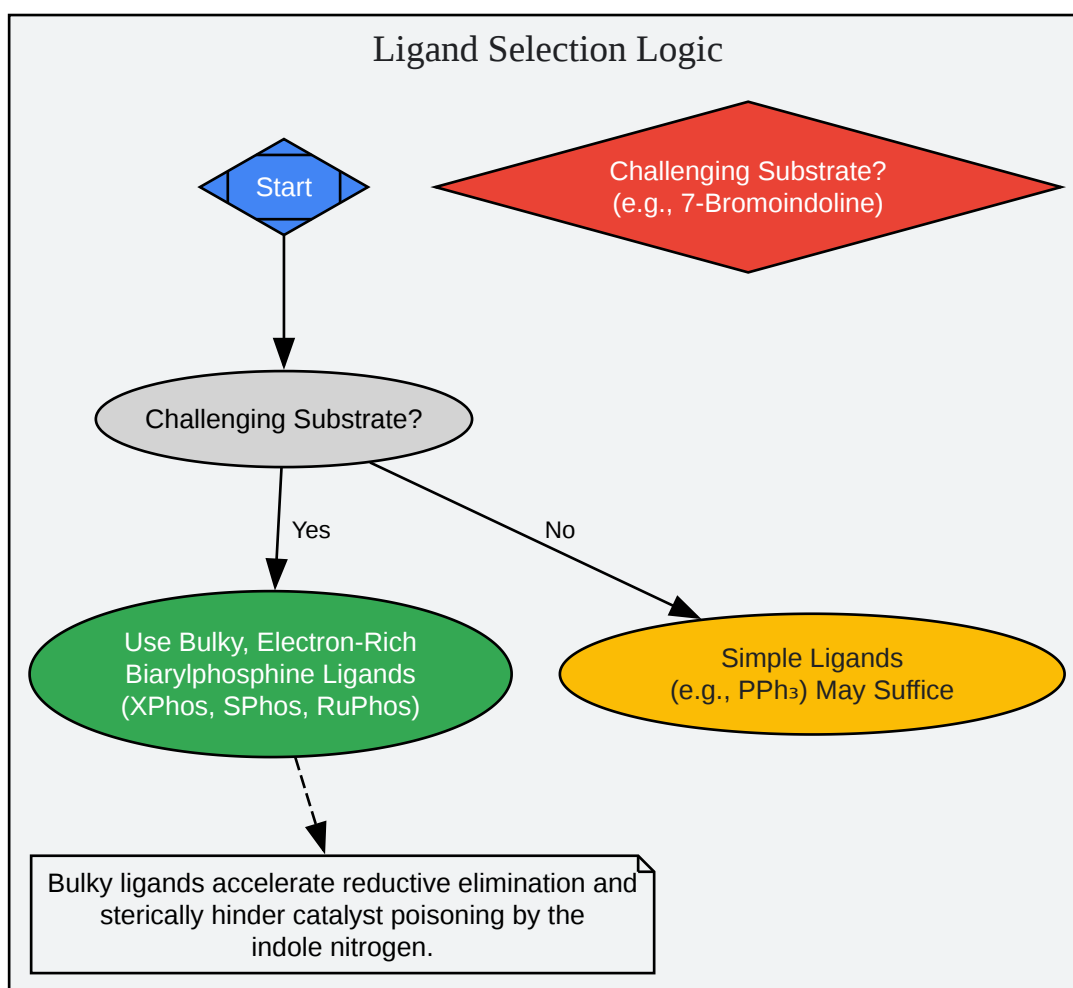 Ligand Selection Logic
Start
Challenging Substrate?
(e.g., 7-Bromoindoline)
Challenging Substrate?
Yes
No
Use Bulky, Electron-Rich
Biarylphosphine Ligands
(XPhos, SPhos, RuPhos)
Simple Ligands
(e.g., PPh₃) May Suffice
Bulky ligands accelerate reductive elimination and
sterically hinder catalyst poisoning by the
indole nitrogen.